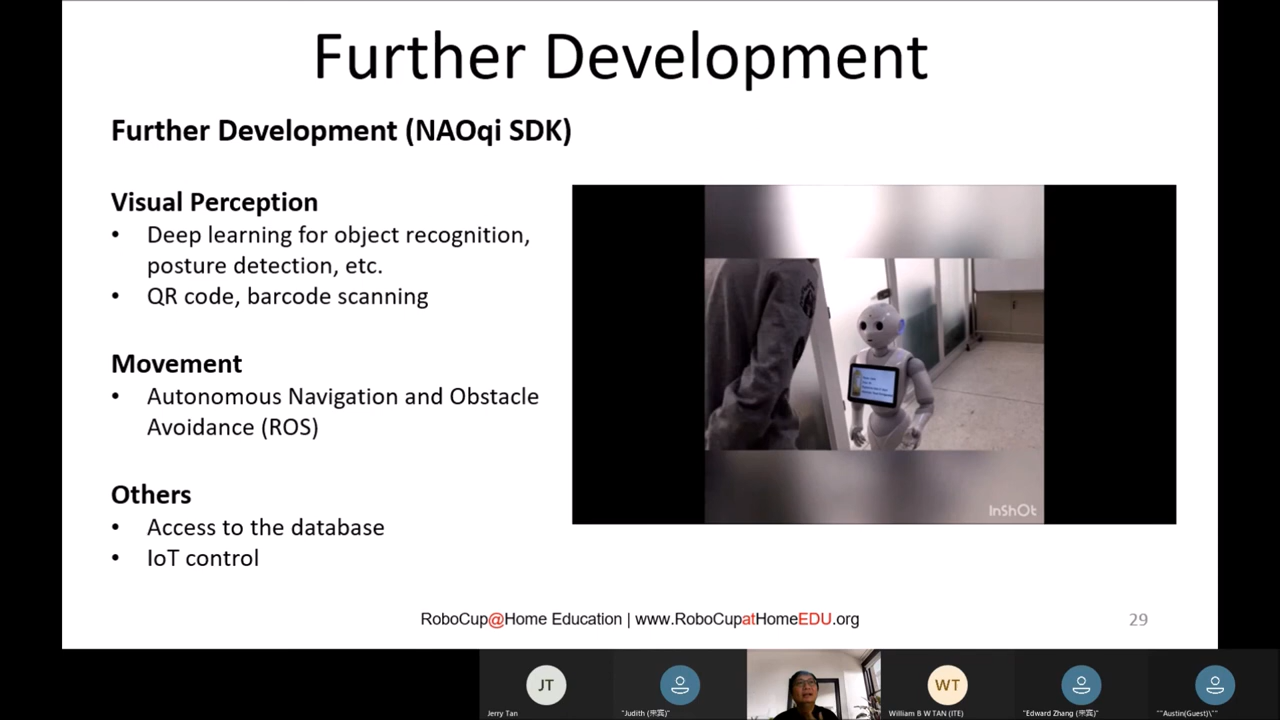 Further Development
Further Development (NAOqi SDK)
Visual Perception
• Deep learning for object recognition,
posture detection, etc.
• QR code, barcode scanning
Movement
• Autonomous Navigation and Obstacle
Avoidance (ROS)
Others
• Access to the database
• IoT control
InShOt
RoboCup@Home Education | www.RoboCupatHomeEDU.org
29
JT
WT
Jerry Tan
"Judith (来宾)"
William B W TAN (ITE)
"Edward Zhang (来宾)"
""Austin(Guest)\""